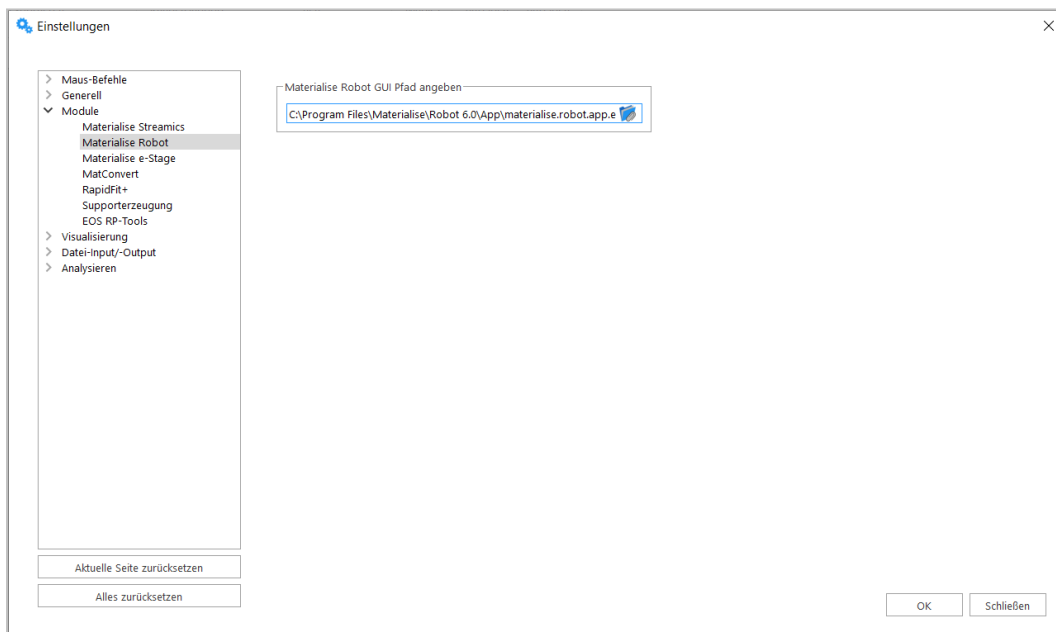 Einstellungen
Maus-Befehle
Generell
Module
Materialise Streamics
Materialise Robot
Materialise e-Stage
MatConvert
RapidFit+
Supporterzeugung
EOS RP-Tools
Visualisierung
Datei-Input/-Output
Analysieren
Materialise Robot GUI Pfad angeben
C:\Program Files\Materialise\Robot 6.0\App\materialise.robot.app.e
Aktuelle Seite zurücksetzen
Alles zurücksetzen
OK
Schließen